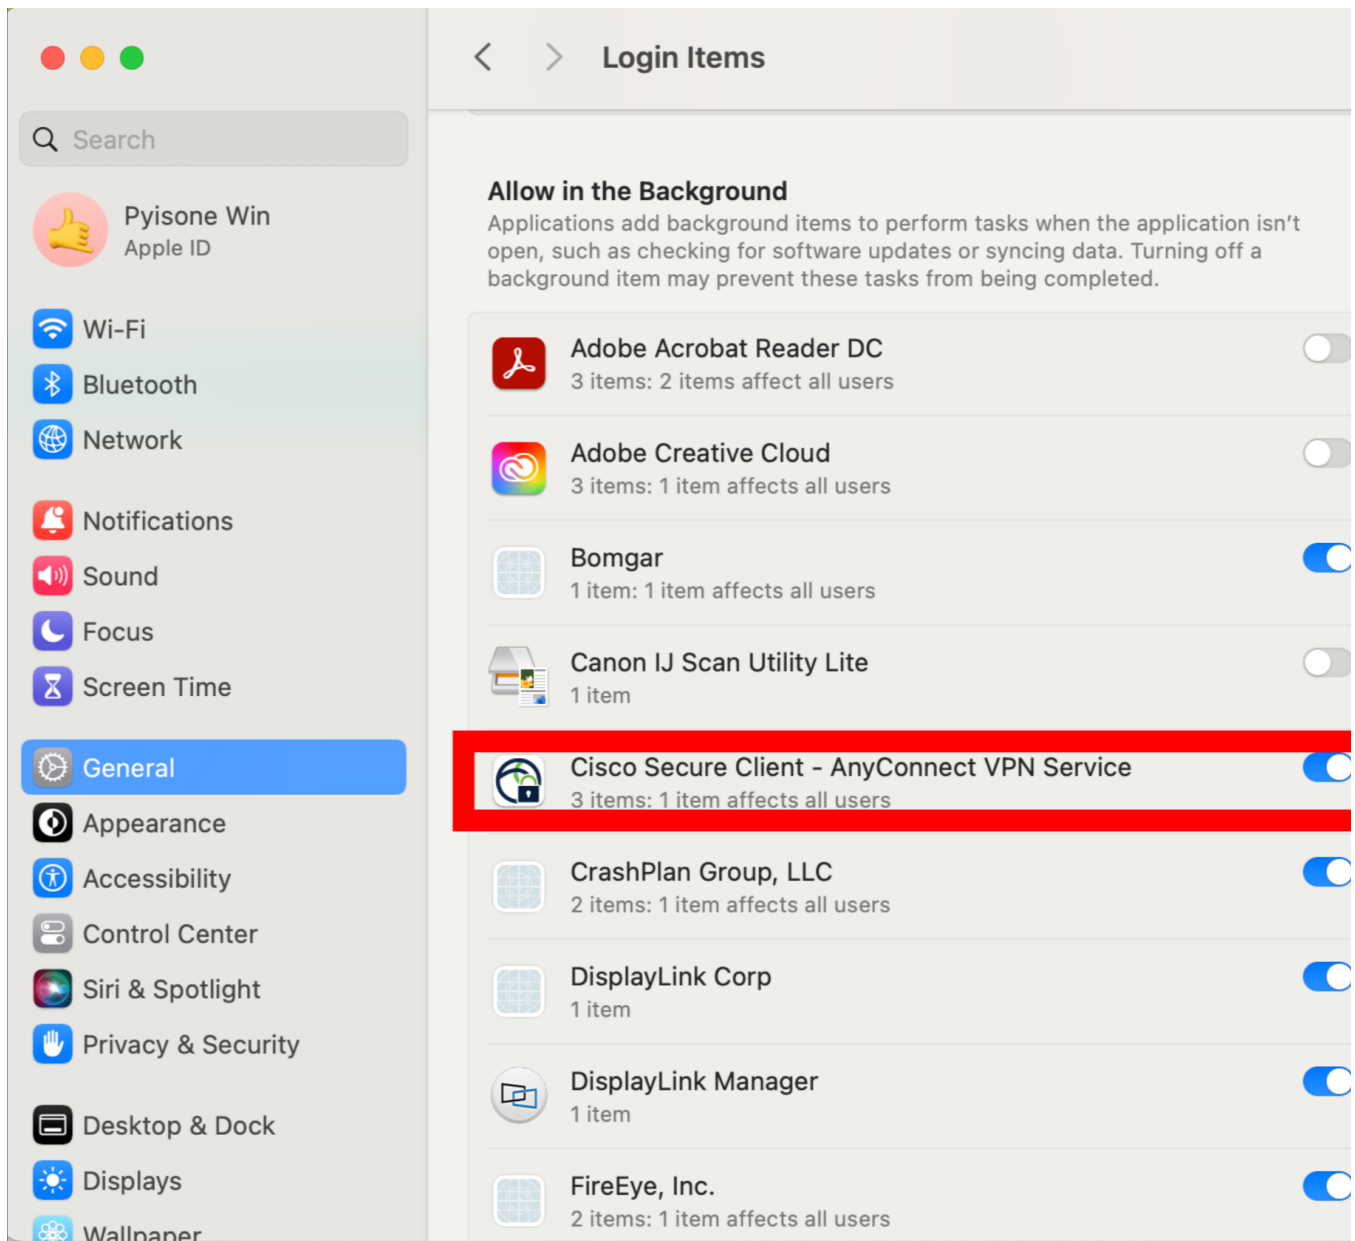 Login Items
Search
Pyisone Win
Apple ID
Wi-Fi
Bluetooth
Network
Notifications
Sound
Focus
Screen Time
General
Appearance
Accessibility
Control Center
Siri & Spotlight
Privacy & Security
Desktop & Dock
Displays
Wallpaper
Allow in the Background
Applications add background items to perform tasks when the application isn't
open, such as checking for software updates or syncing data. Turning off a
background item may prevent these tasks from being completed.
Adobe Acrobat Reader DC
3 items: 2 items affect all users
Adobe Creative Cloud
3 items: 1 item affects all users
Bomgar
1 item: 1 item affects all users
Canon IJ Scan Utility Lite
1 item
Cisco Secure Client - AnyConnect VPN Service
3 items: 1 item affects all users
CrashPlan Group, LLC
2 items: 1 item affects all users
DisplayLink Corp
1 item
DisplayLink Manager
1 item
FireEye, Inc.
2 items: 1 item affects all users